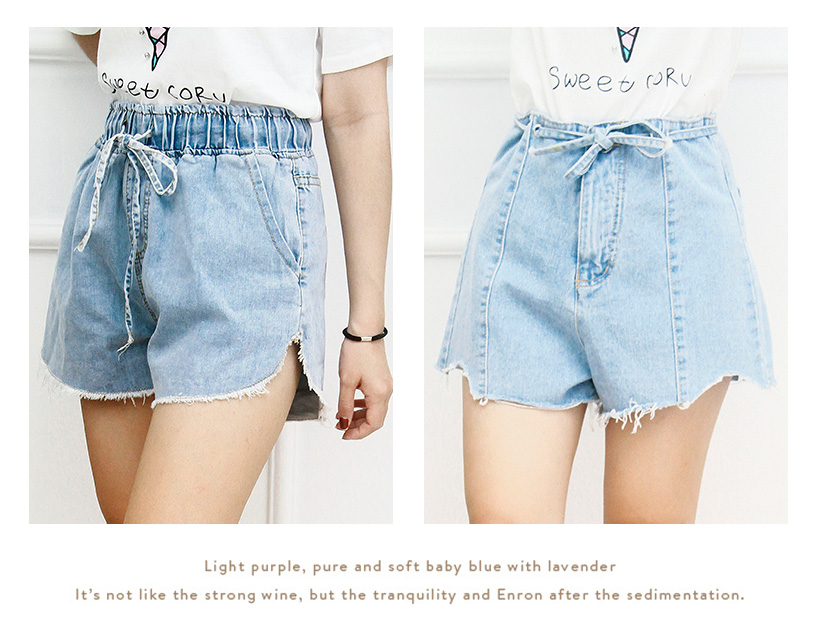 Sweet CORU
Sweet CORU
Light purple, pure and soft baby blue with lavender
It's not like the strong wine, but the tranquility and Enron after the sedimentation.